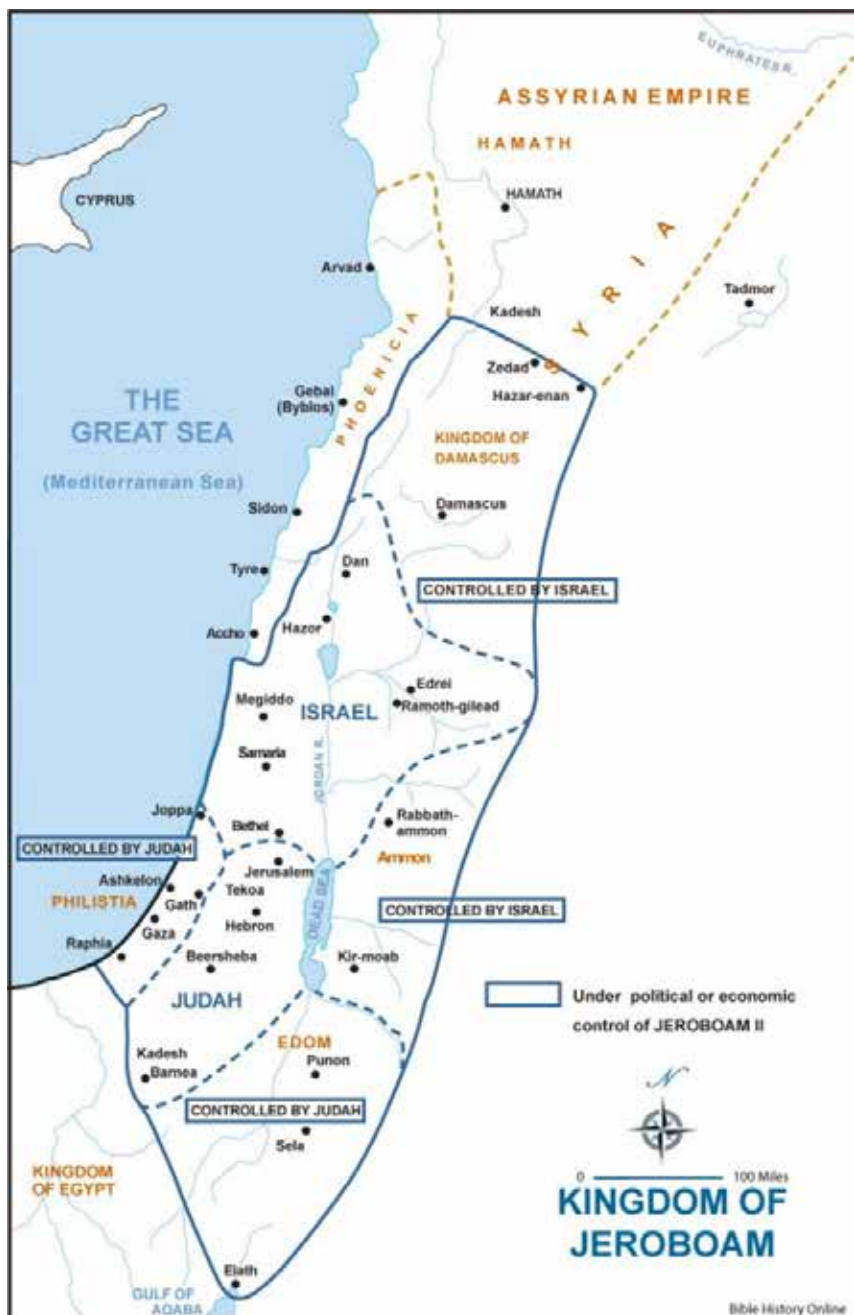 EUPHRATES R.
ASSYRIAN EMPIRE
HAMATH
CYPRUS
HAMATH
SYRIA
Arvad
Tadmor
Kadesh
PHOENICIA
Zedad
Hazar-enan
Gebal
(Byblos)
THE
GREAT SEA
(Mediterranean Sea)
KINGDOM OF
DAMASCUS
Damascus
Sidon
Tyre
Dan
CONTROLLED BY ISRAEL
Hazor
Accho
Edrei
Ramoth-gilead
Megiddo
ISRAEL
Samaria
JORDAN R.
Joppa
Rabbath-
ammon
Bethel
CONTROLLED BY JUDAH
Ammon
Jerusalem
Ashkelon
Tekoa
PHILISTIA
Gath
DEAD SEA
CONTROLLED BY ISRAEL
Hebron
Gaza
Raphia
Beersheba
Kir-moab
JUDAH
Under political or economic
control of JEROBOAM II
EDOM
Kadesh
Barnea
Punon
N
CONTROLLED BY JUDAH
Sela
KINGDOM
OF EGYPT
0 100 Miles
KINGDOM OF
JEROBOAM
Elath
GULF OF
AQABA
Bible History Online